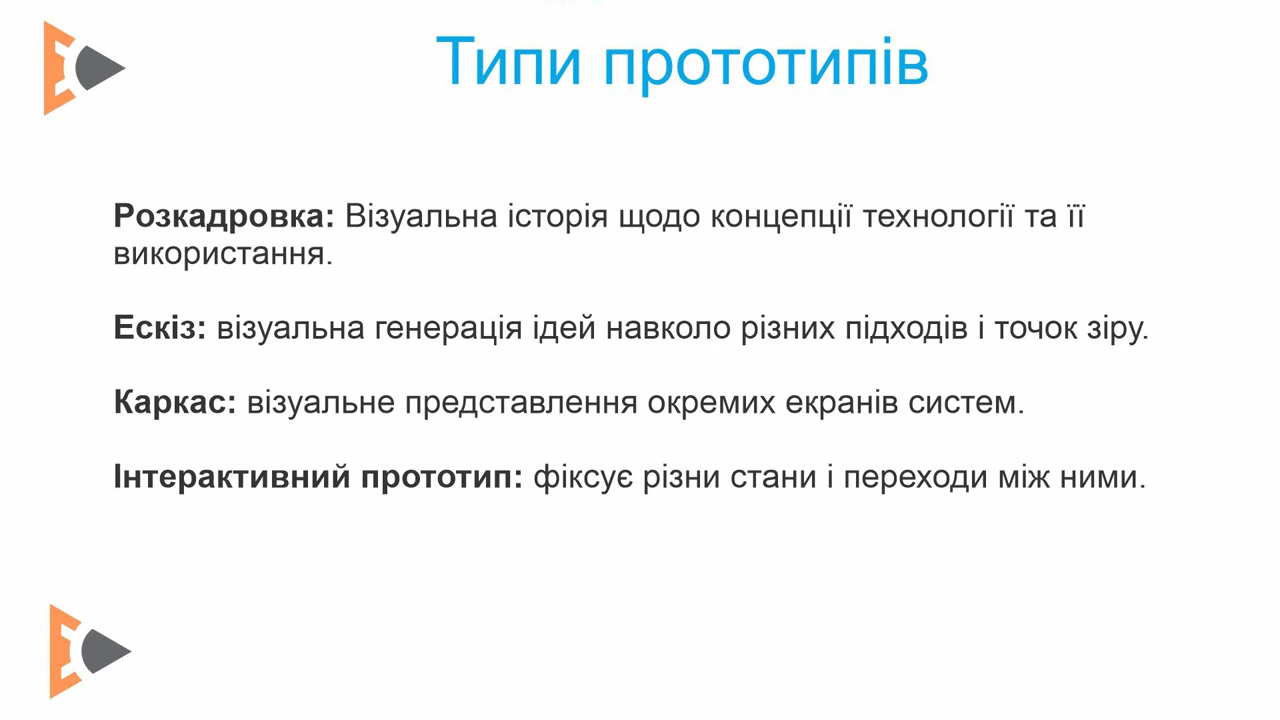 Типи прототипів
Розкадровка: Візуальна історія щодо концепції технології та її
використання.
Ескіз: візуальна генерація ідей навколо різних підходів і точок зіру.
Каркас: візуальне представлення окремих екранів систем.
Інтерактивний прототип: фіксує різни стани і переходи між ними.